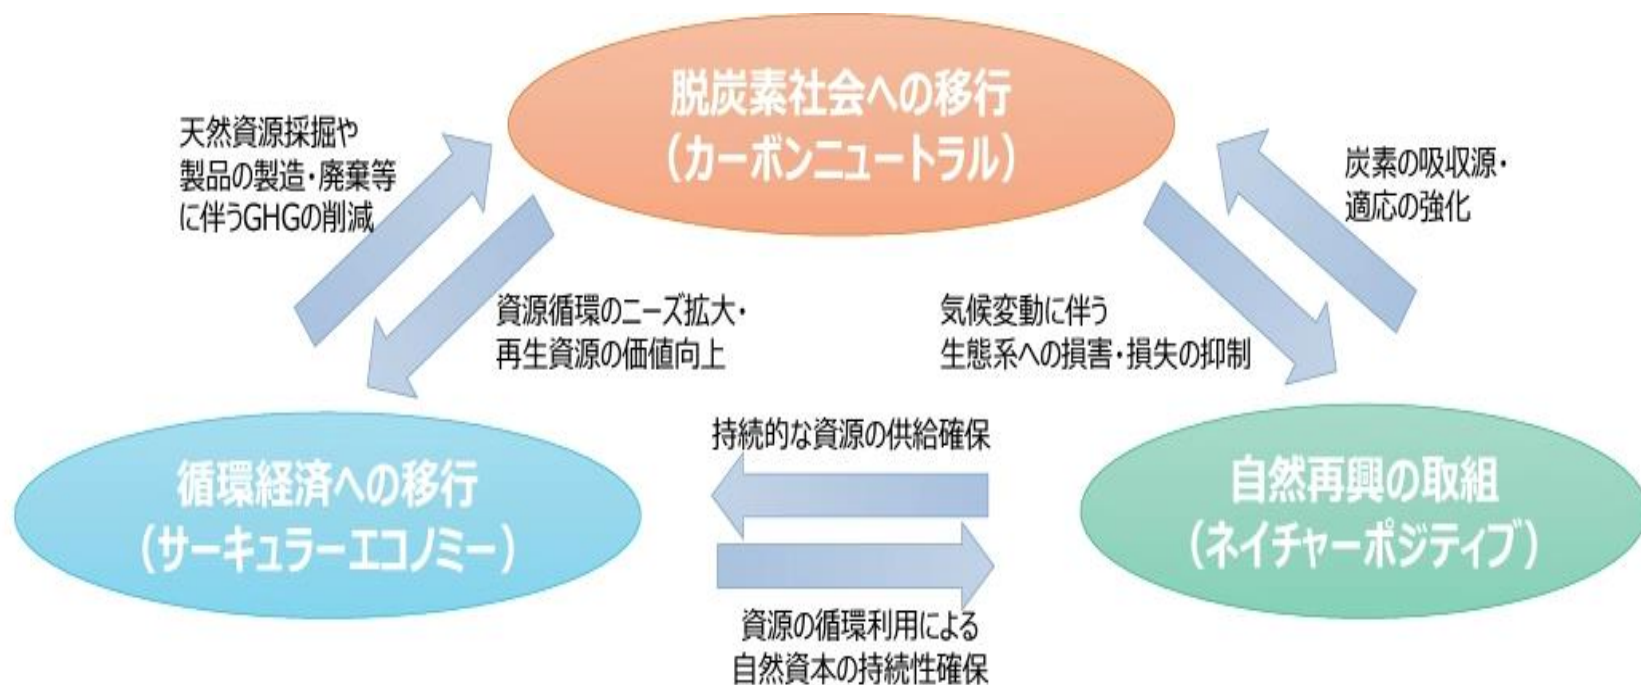 脱炭素社会への移行
(カーボンニュートラル)
天然資源採掘や
製品の製造・廃棄等
に伴うGHGの削減
炭素の吸収源・
適応の強化
資源循環のニーズ拡大・
再生資源の価値向上
気候変動に伴う
生態系への損害・損失の抑制
持続的な資源の供給確保
循環経済への移行
(サーキュラーエコノミー)
自然再興の取組
(ネイチャーポジティブ)
資源の循環利用による
自然資本の持続性確保